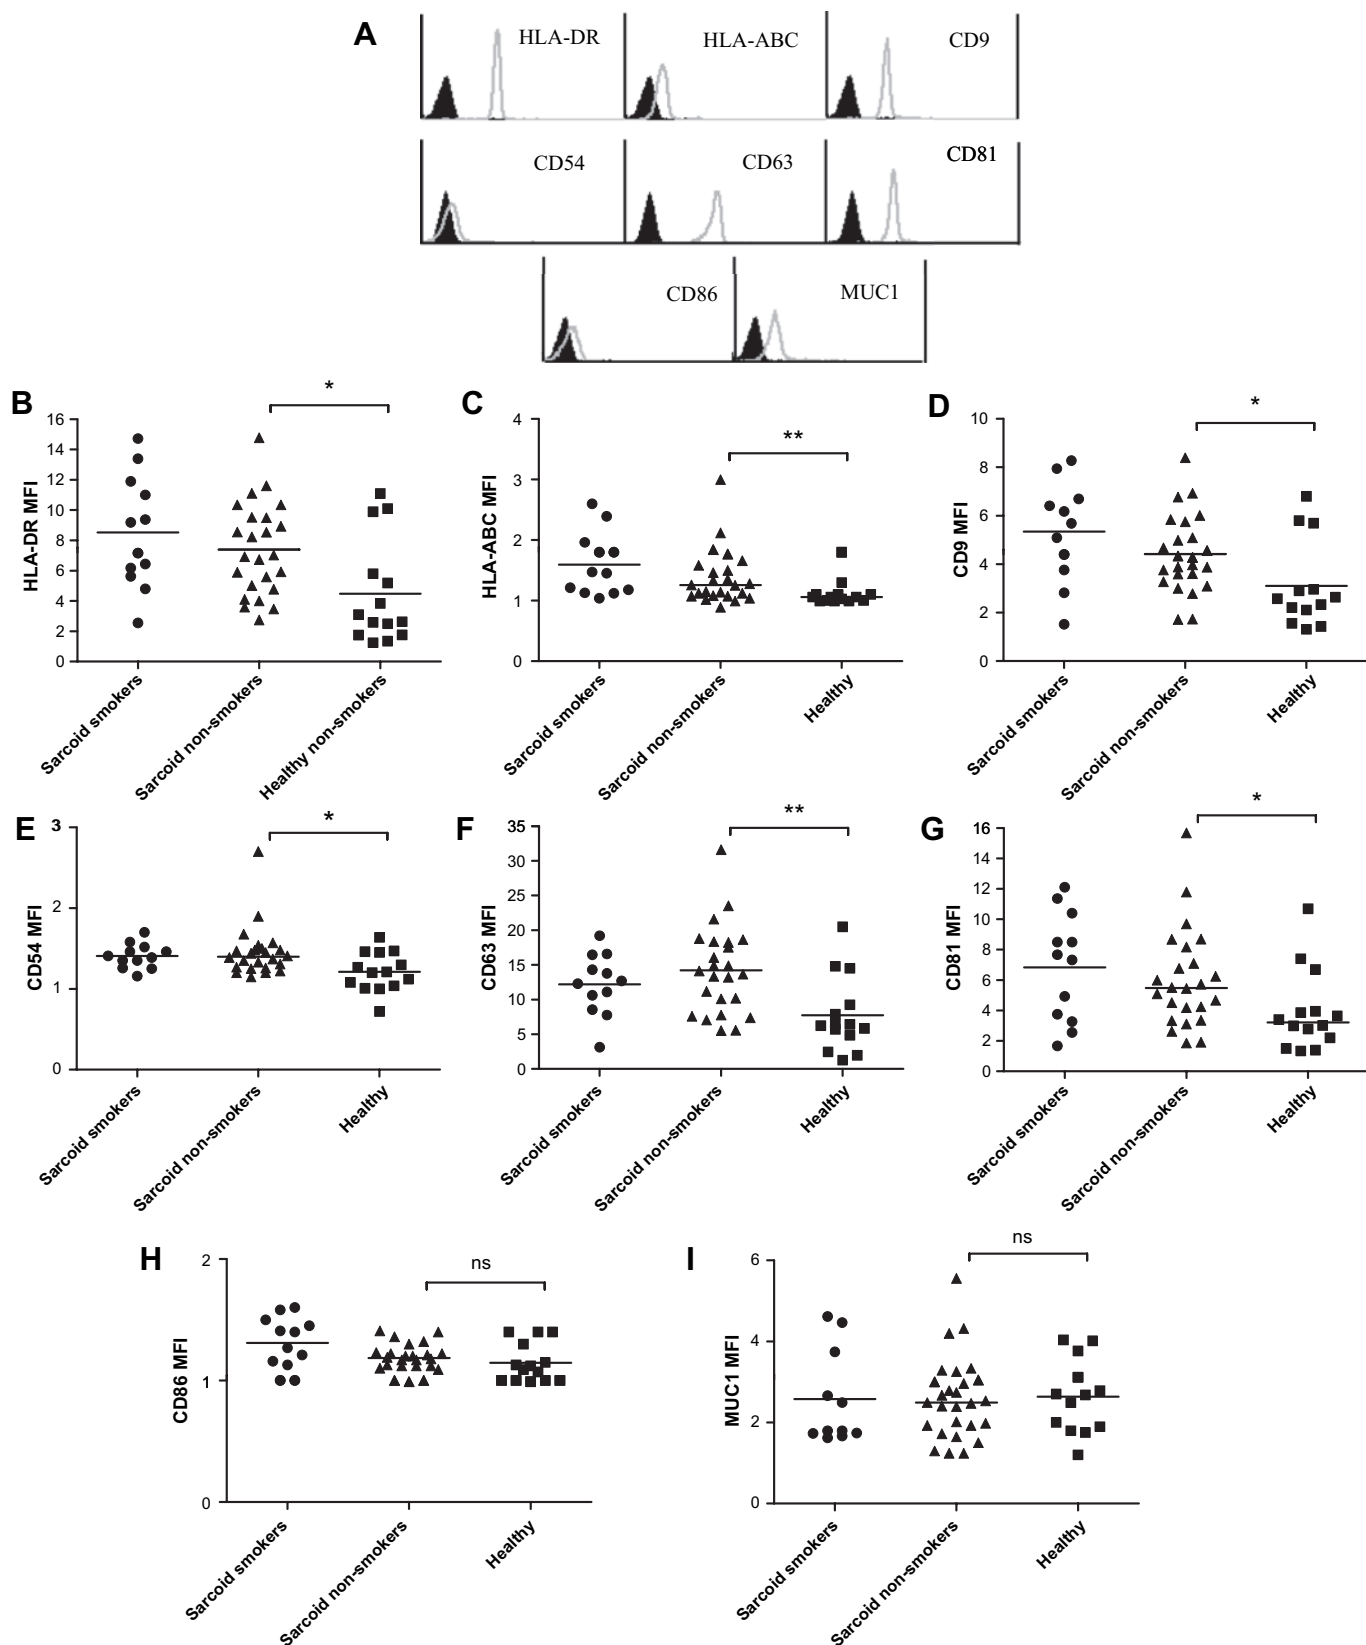 A
HLA-DR
HLA-ABC
CD9
CD54
CD63
CD81
CD86
MUC1
B
*
HLA-DR MFI
16
14
12
10
8
6
4
2
0
Sarcoid smokers
Sarcoid non-smokers
Healthy non-smokers
C
**
HLA-ABC MFI
4
3
2
1
0
Sarcoid smokers
Sarcoid non-smokers
Healthy
D
*
CD9 MFI
10
8
6
4
2
0
Sarcoid smokers
Sarcoid non-smokers
Healthy
E
*
CD54 MFI
3
2
1
0
Sarcoid smokers
Sarcoid non-smokers
Healthy
F
**
CD63 MFI
35
30
25
20
15
10
5
0
Sarcoid smokers
Sarcoid non-smokers
Healthy
G
*
CD81 MFI
16
14
12
10
8
6
4
2
0
Sarcoid smokers
Sarcoid non-smokers
Healthy
H
ns
CD86 MFI
2
1
0
Sarcoid smokers
Sarcoid non-smokers
Healthy
I
ns
MUC1 MFI
6
4
2
0
Sarcoid smokers
Sarcoid non-smokers
Healthy